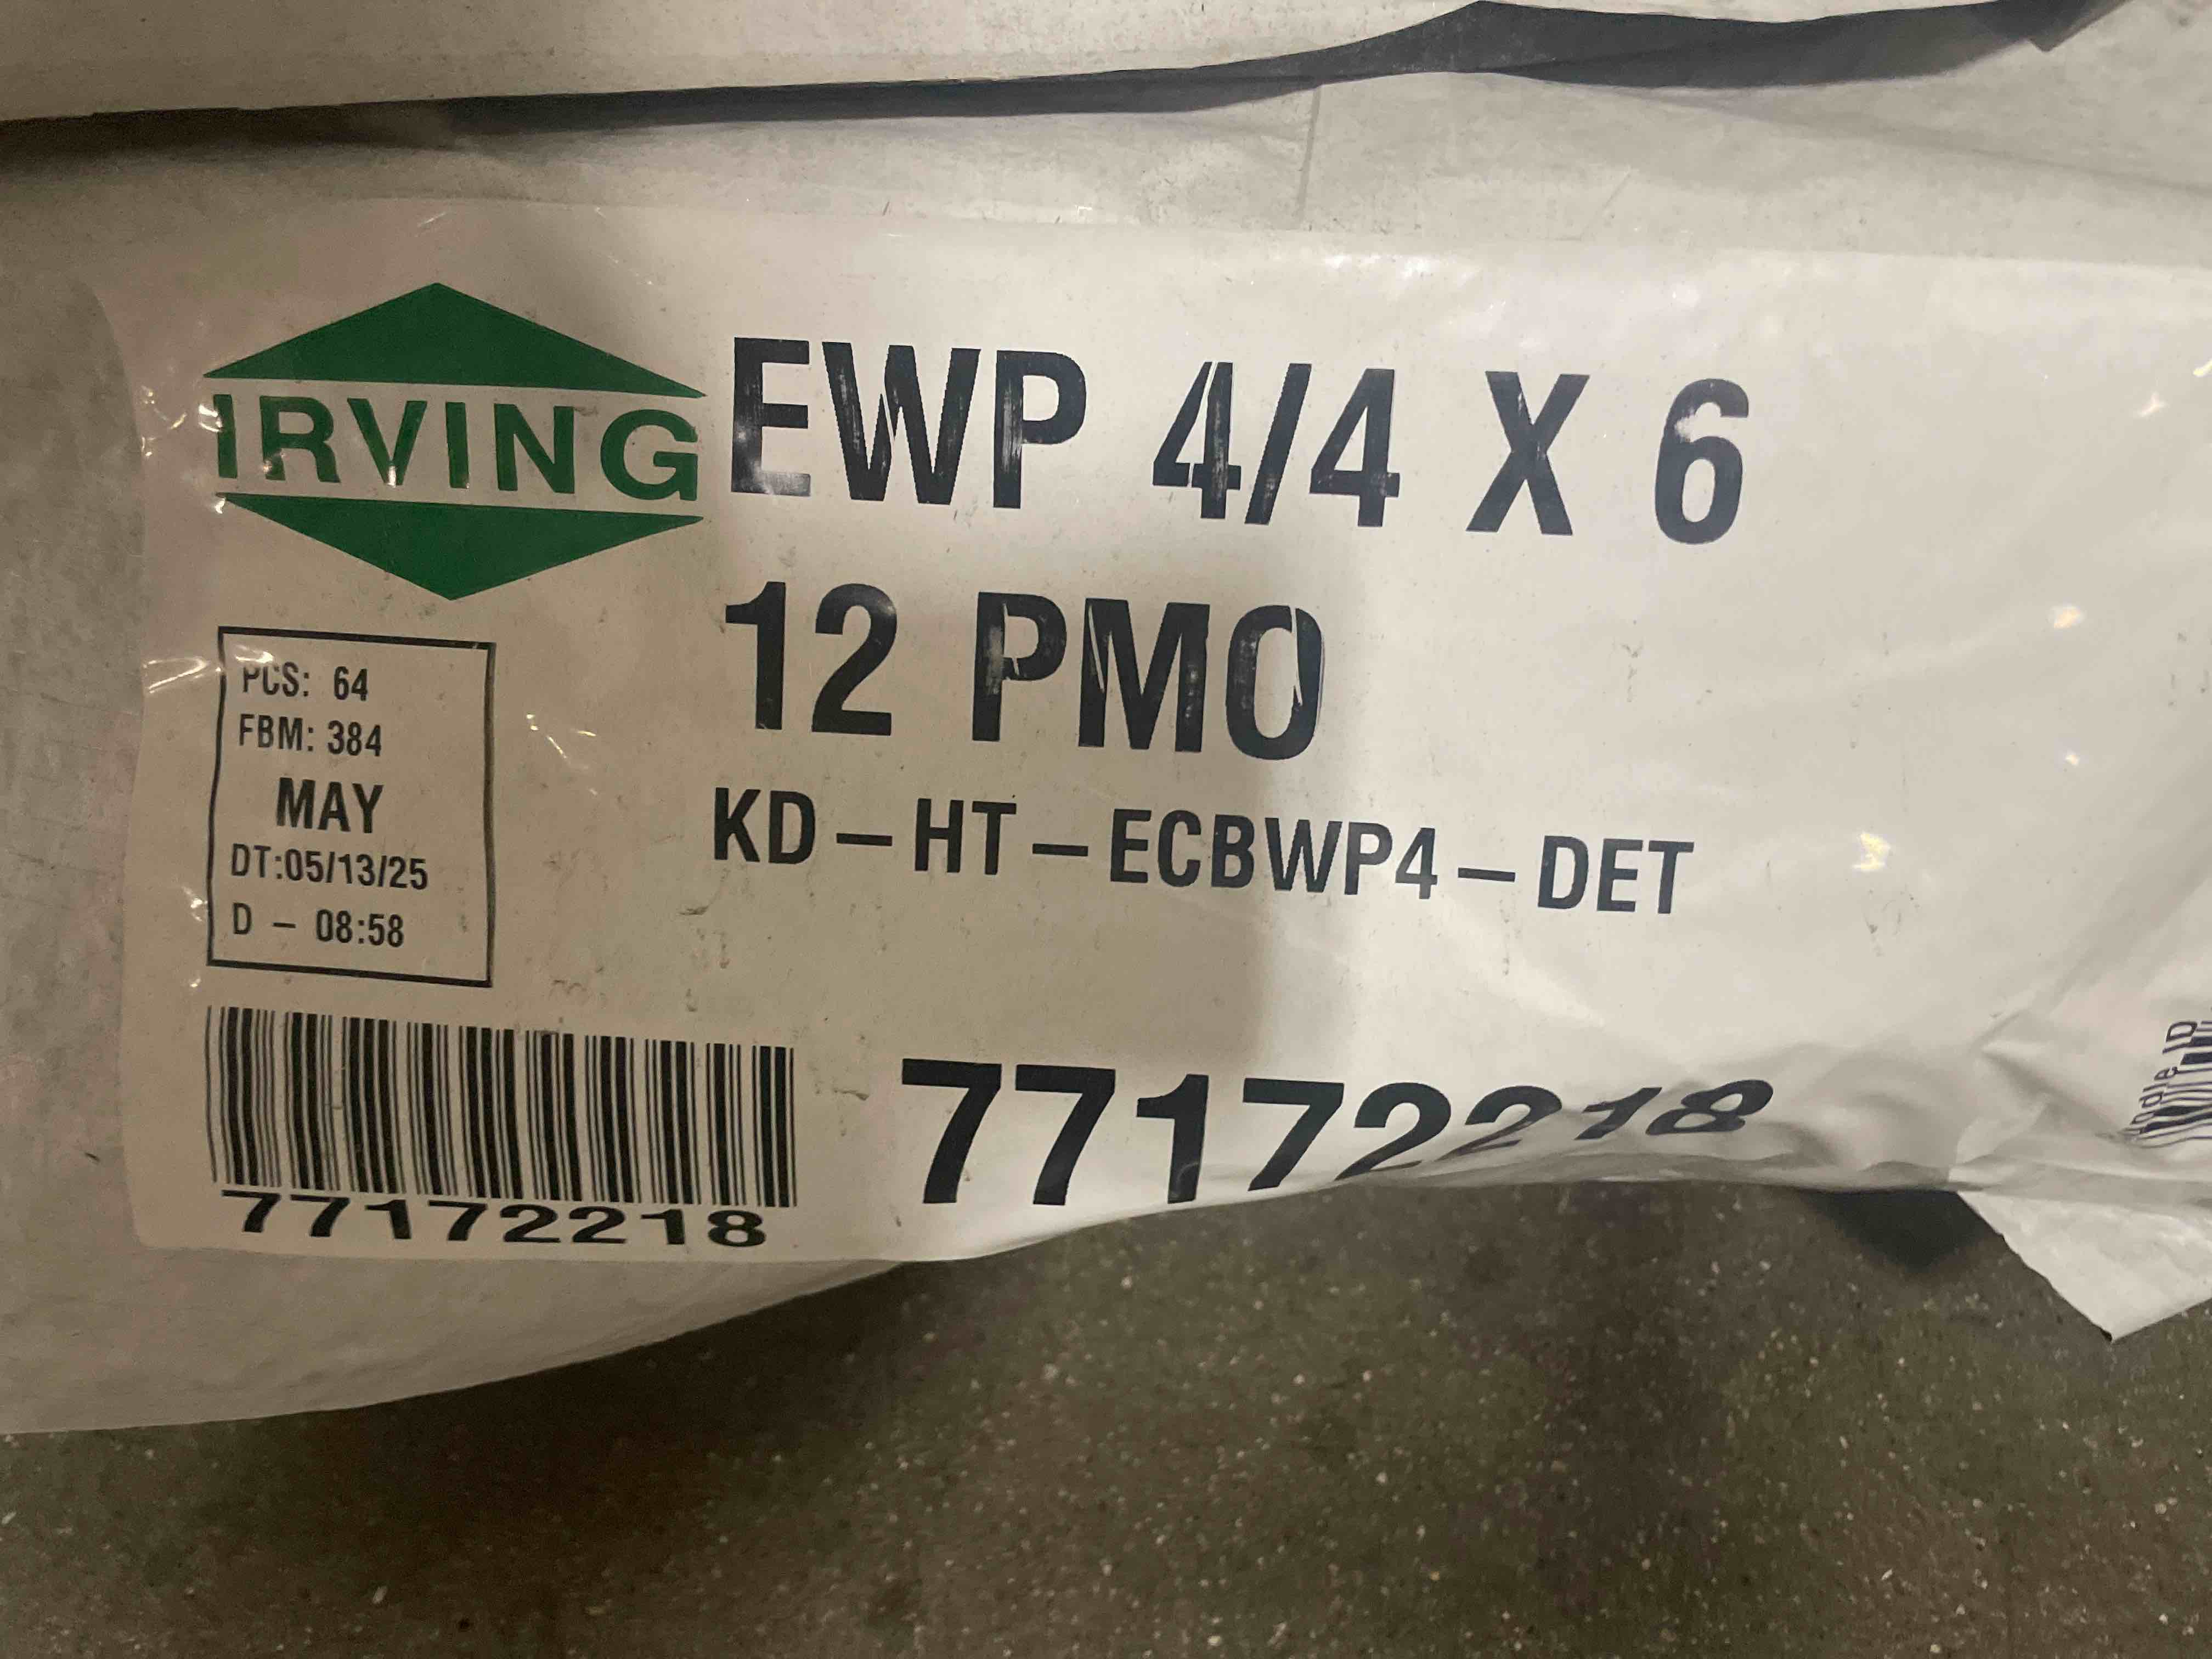 IRVING
EWP 4/4 X 6
12 PMO
KD-HT-ECBWP4-DET
PCS: 64
FBM: 384
MAY
DT:05/13/25
D - 08:58
77172218
77172218